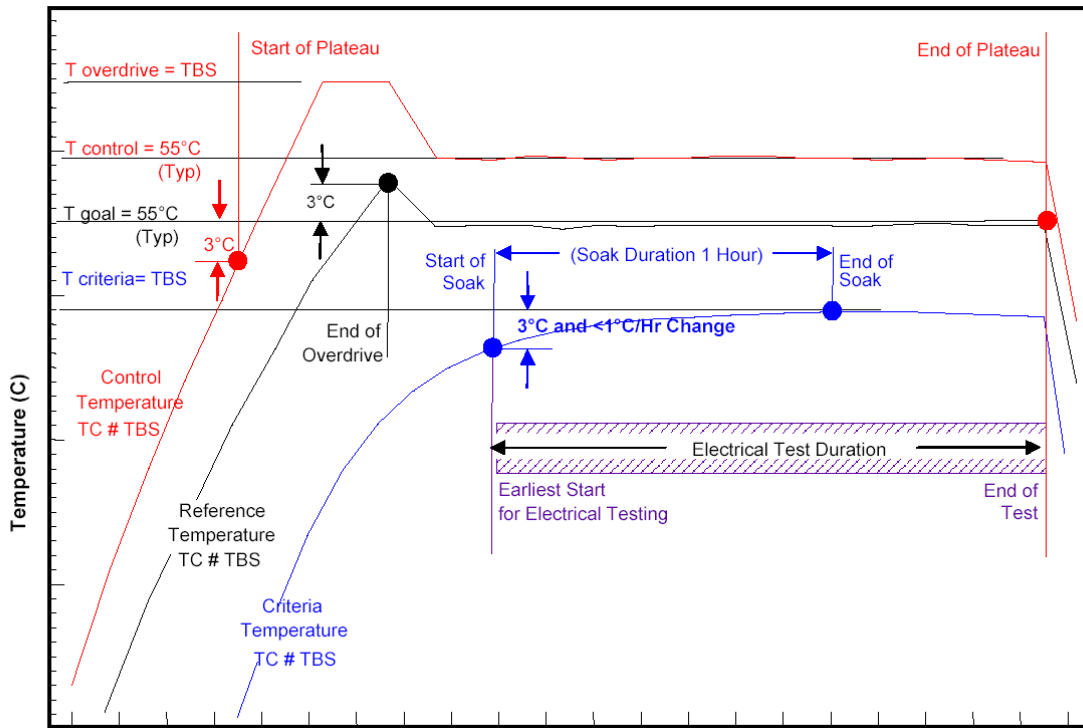 Start of Plateau
End of Plateau
T overdrive = TBS
T control = 55°C
(Typ)
3°C
T goal = 55°C
(Typ)
3°C
T criteria= TBS
Start of
Soak
(Soak Duration 1 Hour)
End of
Soak
End of
Overdrive
3°C and <1°C/Hr Change
Control
Temperature
TC # TBS
Temperature (C)
Electrical Test Duration
Reference
Temperature
TC # TBS
Earliest Start
for Electrical Testing
End of
Test
Criteria
Temperature
TC # TBS